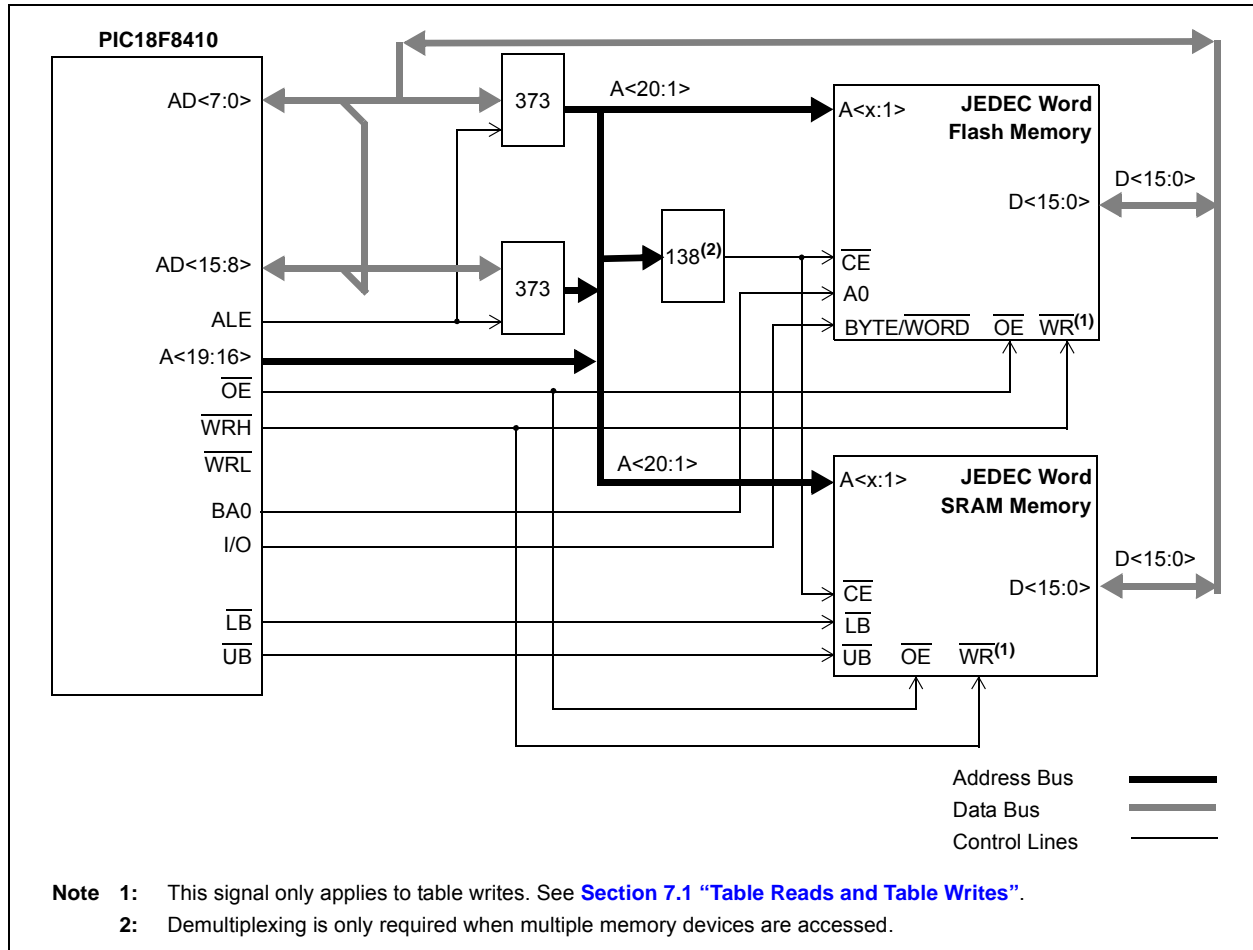 PIC18F8410
AD<7:0>
373
A<20:1>
A<x:1>
JEDEC Word
Flash Memory
D<15:0>
D<15:0>
138(2)
AD<15:8>
373
CE
A0
ALE
BYTE/WORD OE WR(1)
A<19:16>
OE
WRH
WRL
A<20:1>
A<x:1>
JEDEC Word
SRAM Memory
BA0
I/O
D<15:0>
D<15:0>
CE
LB
LB
UB
UB OE WR(1)
Address Bus
Data Bus
Control Lines
Note 1: This signal only applies to table writes. See Section 7.1 “Table Reads and Table Writes”.
2: Demultiplexing is only required when multiple memory devices are accessed.